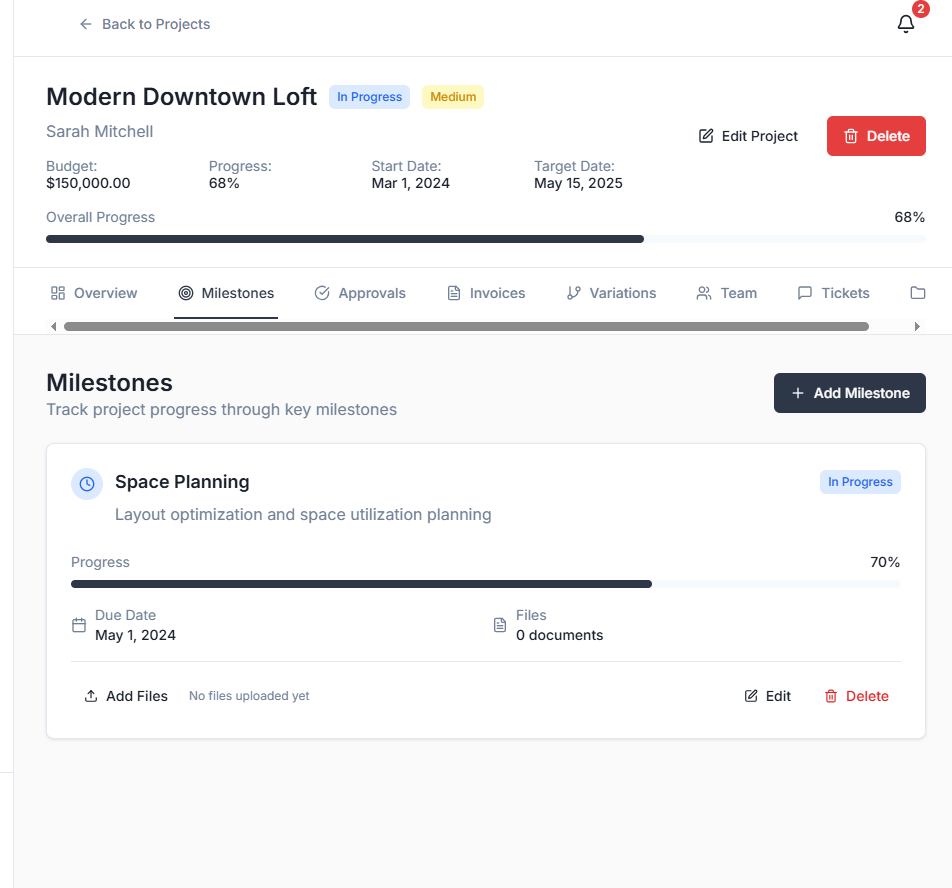 Back to Projects
2
Modern Downtown Loft In Progress Medium
Sarah Mitchell
Edit Project Delete
Budget: Progress: Start Date: Target Date:
$150,000.00 68% Mar 1, 2024 May 15, 2025
Overall Progress 68%
Overview Milestones Approvals Invoices Variations Team Tickets
Milestones
Track project progress through key milestones
Add Milestone
Space Planning In Progress
Layout optimization and space utilization planning
Progress 70%
Due Date Files
May 1, 2024 0 documents
Add Files No files uploaded yet Edit Delete